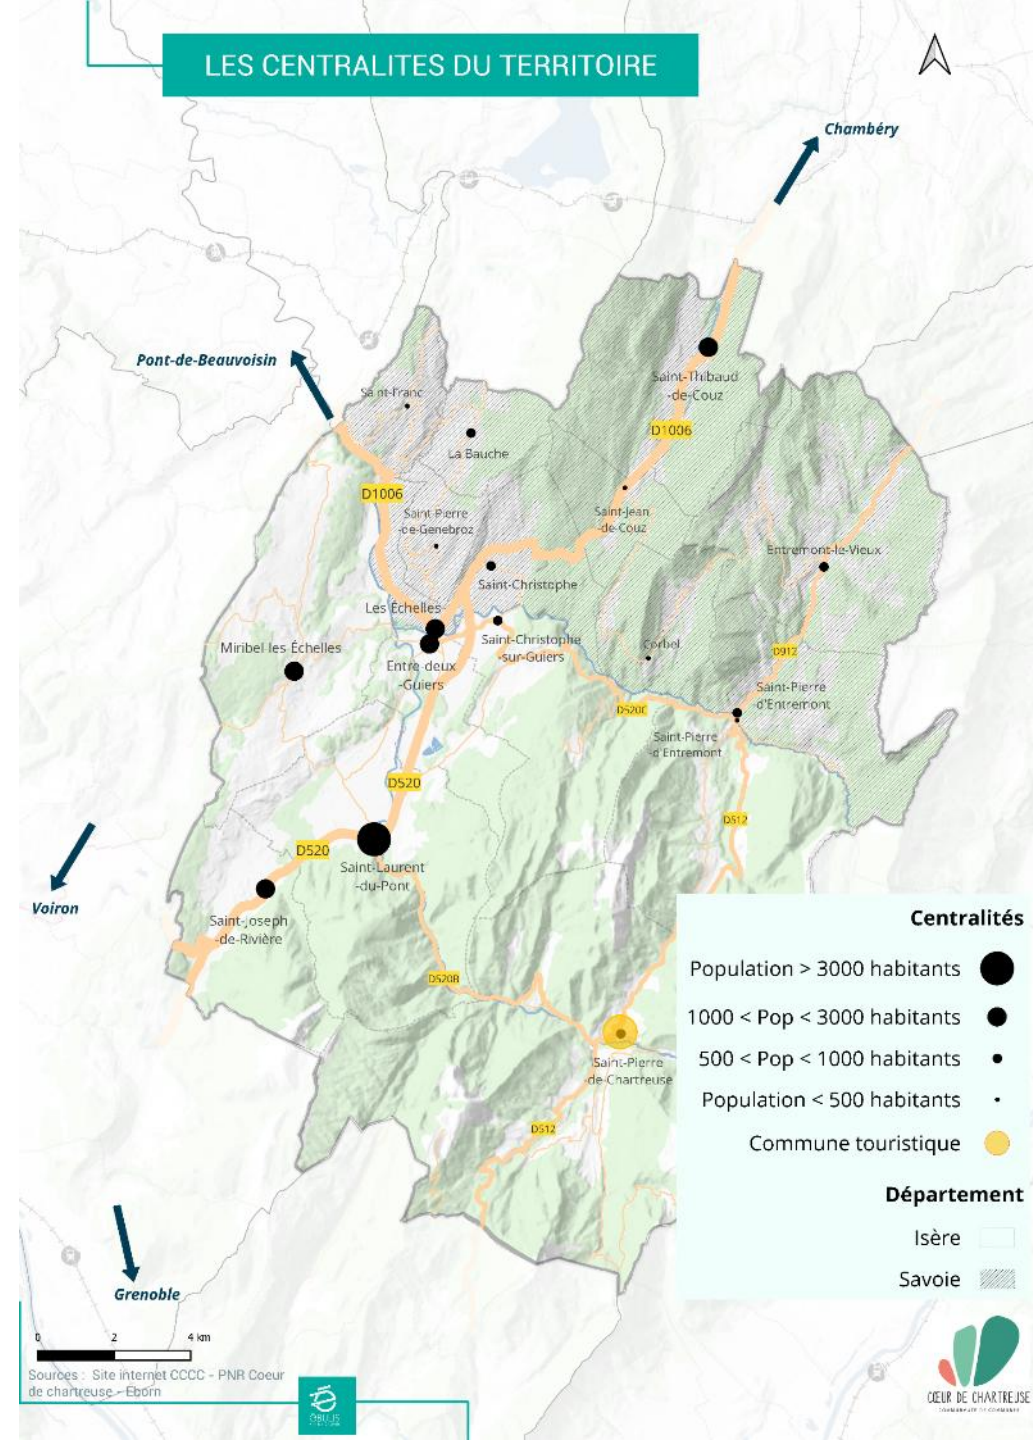 LES CENTRALITES DU TERRITOIRE
Chambéry
Pont-de-Beauvoisin
Saint-Franc
La Bauche
Saint-Thibaud
-de-Couz
D1006
D1006
Saint-Pierre
-de-Genebroz
Saint-Jean
-de-Couz
Entremont-le-Vieux
Saint-Christophe
Les Échelles
Miribel les Échelles
Entre-deux
-Guiers
Saint-Christophe
-sur-Guiers
Corbel
D912
Saint-Pierre
d'Entremont
D520C
Saint-Pierre
-d'Entremont
D520
D512
D520
Saint-Laurent
-du-Pont
Voiron
Saint-Joseph
-de-Rivière
D520B
Saint-Pierre
-de-Chartreuse
D512
Centralités
Population > 3000 habitants
1000 < Pop < 3000 habitants
500 < Pop < 1000 habitants
Population < 500 habitants
Commune touristique
Département
Isère
Savoie
Grenoble
0 2 4 km
Sources : Site internet CCCC - PNR Coeur
de chartreuse - Eborn
CŒUR DE CHARTREUSE
COMMUNAUTÉ DE COMMUNES